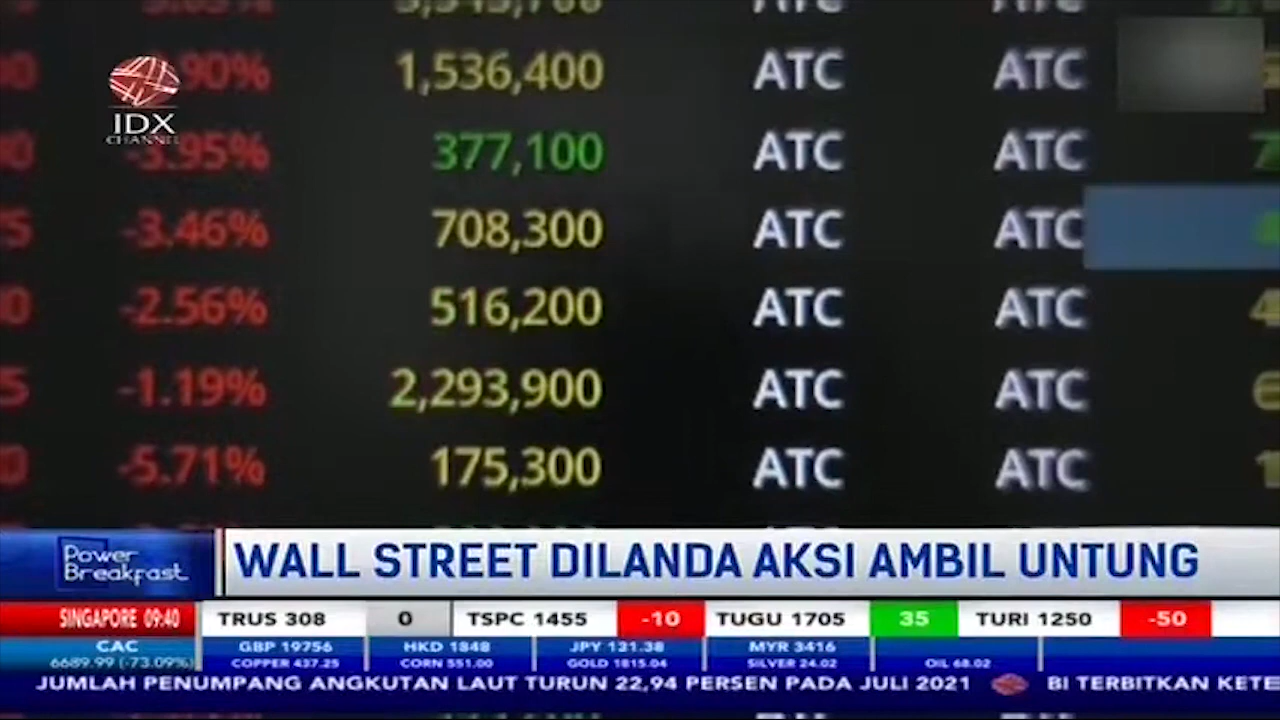 1,536,400 ATC ATC
IDX
CHANNEL
-3.95% 377,100 ATC ATC
-3.46% 708,300 ATC ATC
-2.56% 516,200 ATC ATC
-1.19% 2,293,900 ATC ATC
-5.71% 175,300 ATC ATC
Power
Breakfast
WALL STREET DILANDA AKSI AMBIL UNTUNG
SINGAPORE 09:40 TRUS 308 0 TSPC 1455 -10 TUGU 1705 35 TURI 1250 -50
CAC GBP 19756 HKD 1848 JPY 131.38 MYR 3416
6689.99 (-73.09%) COPPER 437.25 CORN 551.00 GOLD 1815.04 SILVER 24.02 OIL 68.02
JUMLAH PENUMPANG ANGKUTAN LAUT TURUN 22,94 PERSEN PADA JULI 2021 BI TERBITKAN KETE